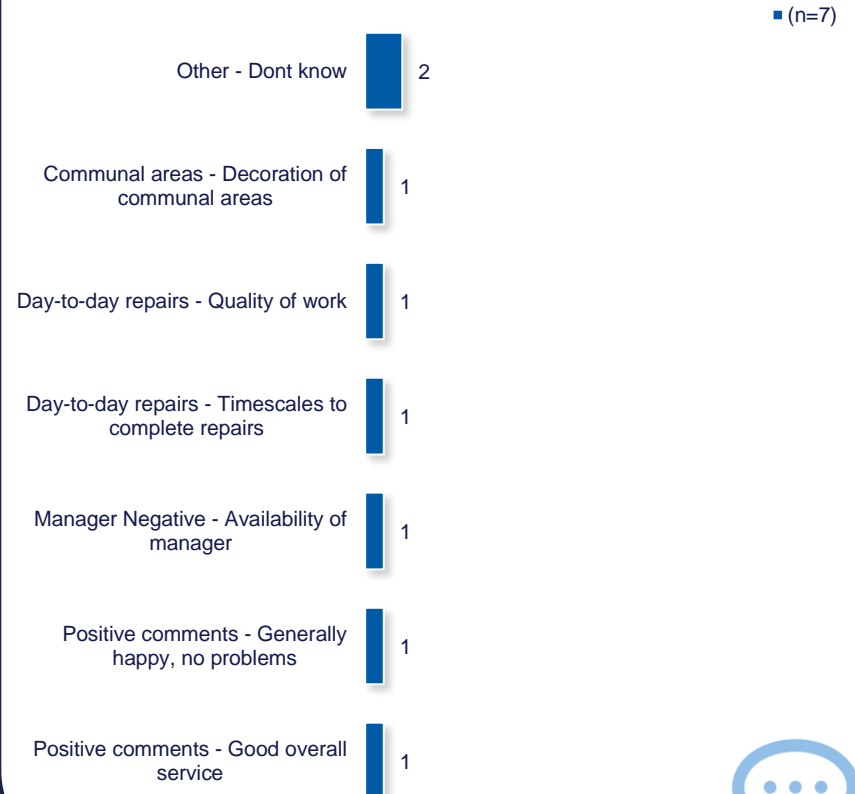 (n=7)
Other - Dont know
2
Communal areas - Decoration of
communal areas
1
Day-to-day repairs - Quality of work
1
Day-to-day repairs - Timescales to
complete repairs
1
Manager Negative - Availability of
manager
1
Positive comments - Generally
happy, no problems
1
Positive comments - Good overall
service
1